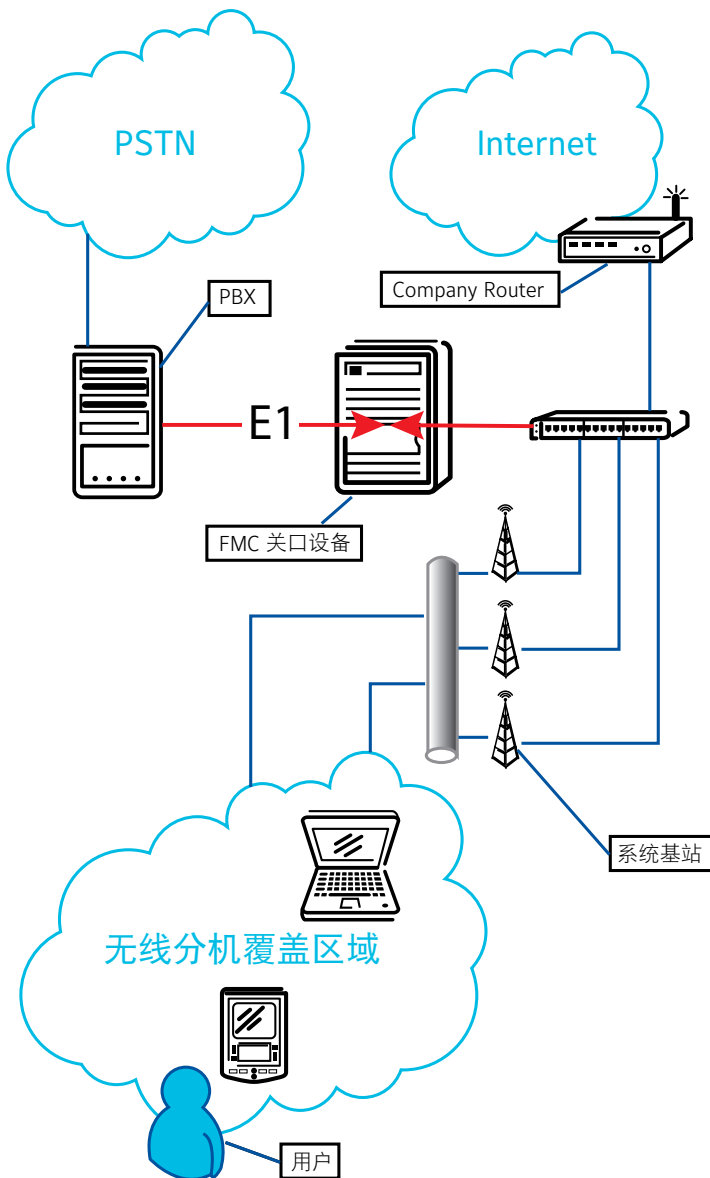 PSTN
Internet
PBX
Company Router
E1
FMC 关口设备
系统基站
无线分机覆盖区域
用户